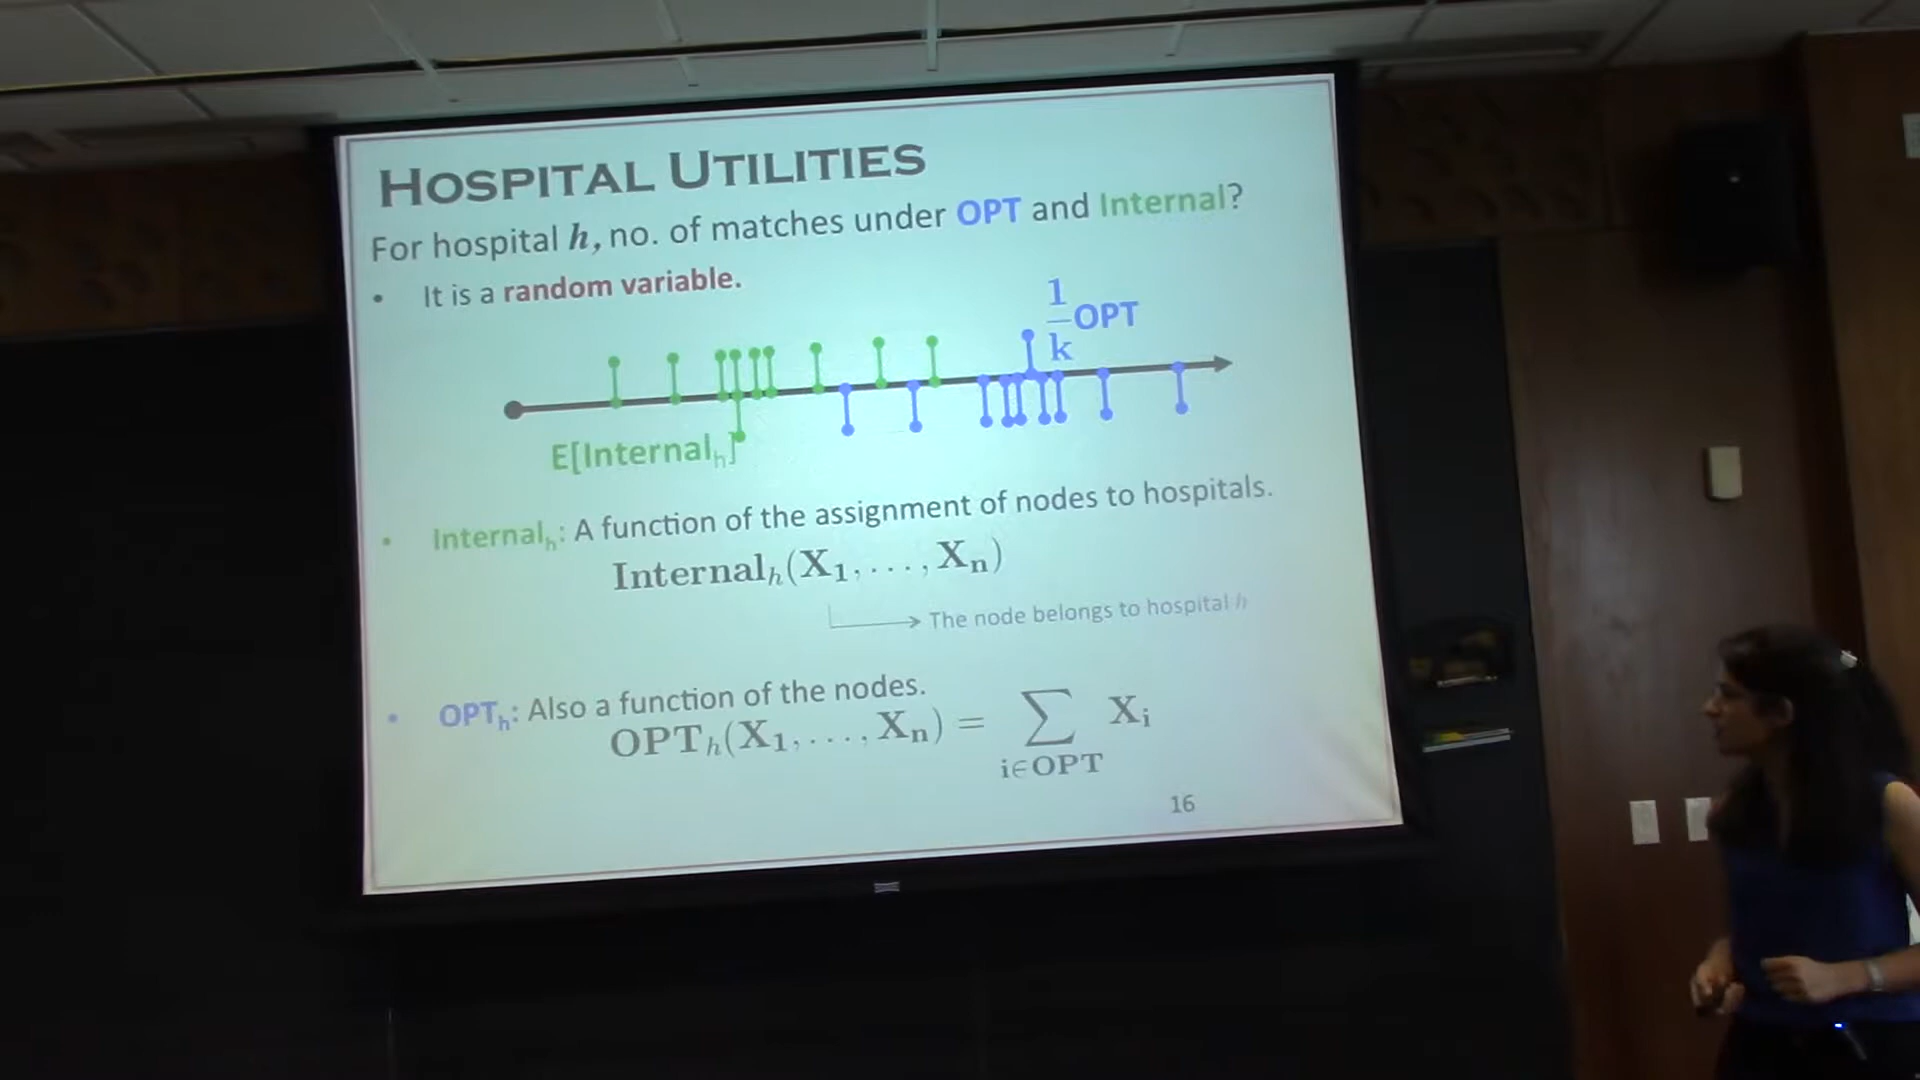 HOSPITAL UTILITIES
For hospital h, no. of matches under OPT and Internal?
• It is a random variable.
1/k OPT
E[Internal_h]
• Internal_h: A function of the assignment of nodes to hospitals.
Internal_h(X_1, . . . , X_n)
The node belongs to hospital h
• OPT_h: Also a function of the nodes.
OPT_h(X_1, . . . , X_n) = ∑_{i∈OPT} X_i
16